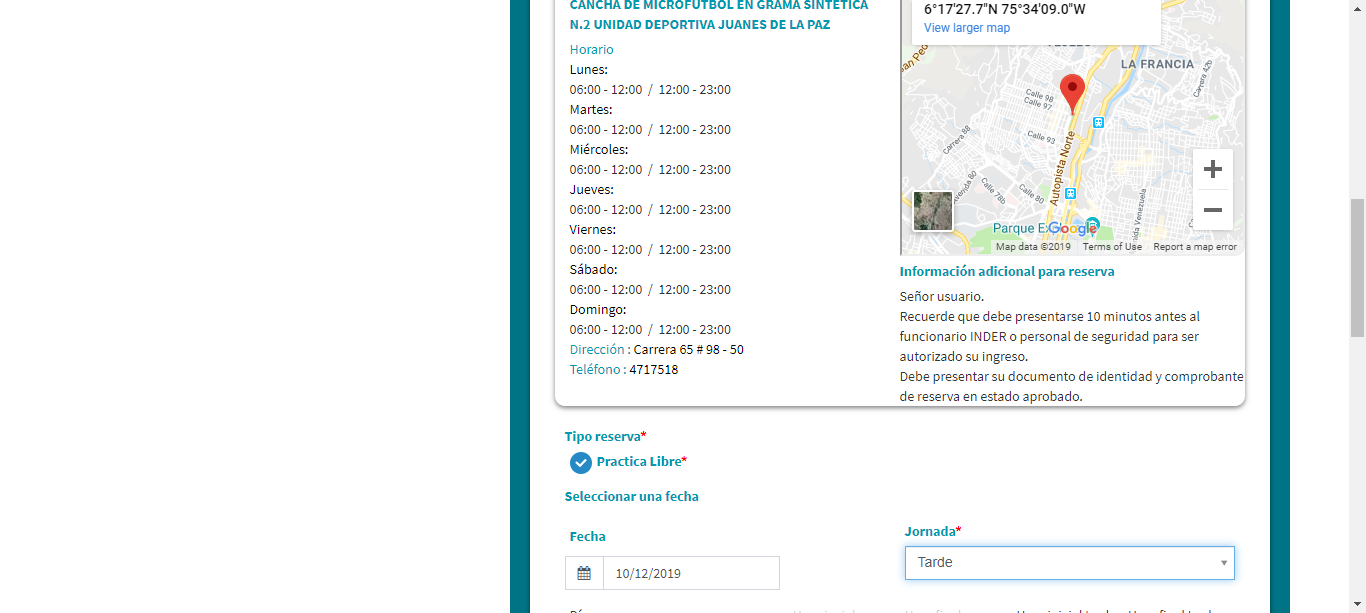 CANCHA DE MICROFUTBOL EN GRAMA SINTETICA
N.2 UNIDAD DEPORTIVA JUANES DE LA PAZ
Horario
Lunes:
06:00 - 12:00 / 12:00 - 23:00
Martes:
06:00 - 12:00 / 12:00 - 23:00
Miércoles:
06:00 - 12:00 / 12:00 - 23:00
Jueves:
06:00 - 12:00 / 12:00 - 23:00
Viernes:
06:00 - 12:00 / 12:00 - 23:00
Sábado:
06:00 - 12:00 / 12:00 - 23:00
Domingo:
06:00 - 12:00 / 12:00 - 23:00
Dirección : Carrera 65 # 98 - 50
Teléfono : 4717518
6°17'27.7"N 75°34'09.0"W
View larger map
LA FRANCIA
Carrera 42b
Calle 98
Calle 97
Carrera 88
Calle 93
Autopista Norte
Calle 78b
Calle 80
Venezuela
Parque E
Google
Map data ©2019 Terms of Use Report a map error
Información adicional para reserva
Señor usuario.
Recuerde que debe presentarse 10 minutos antes al
funcionario INDER o personal de seguridad para ser
autorizado su ingreso.
Debe presentar su documento de identidad y comprobante
de reserva en estado aprobado.
Tipo reserva*
Practica Libre*
Seleccionar una fecha
Fecha
10/12/2019
Jornada*
Tarde